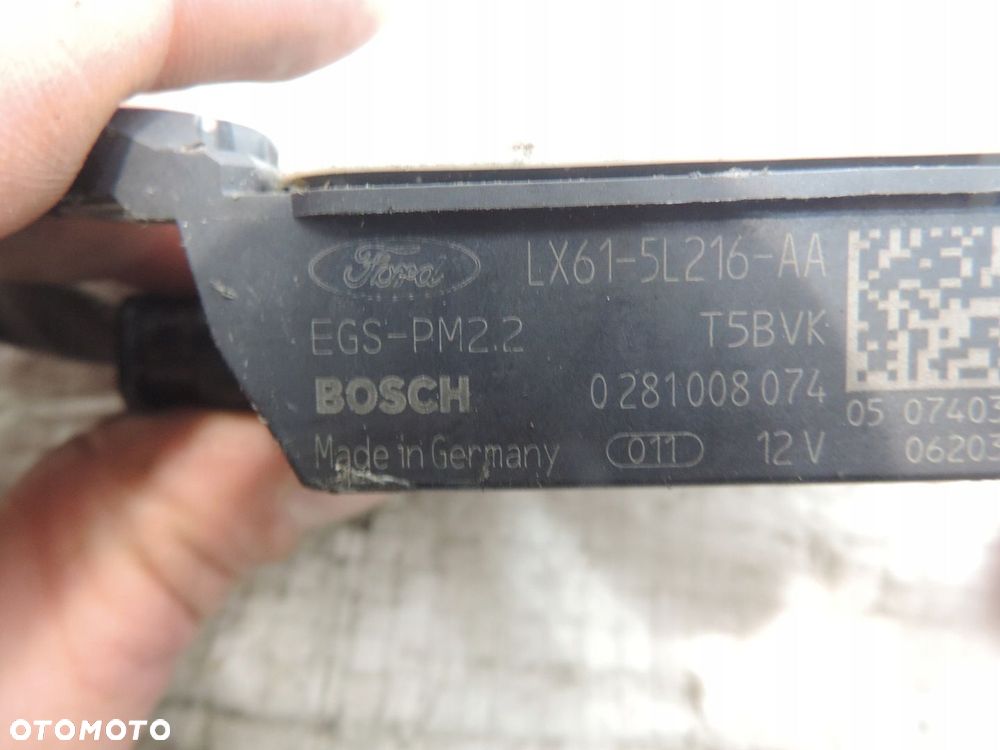 Ford LX61-5L216-AA
EGS-PM2.2 T5BVK
BOSCH 0 281 008 074
05 07403
Made in Germany 011 12 V 06203
OTOMOTO